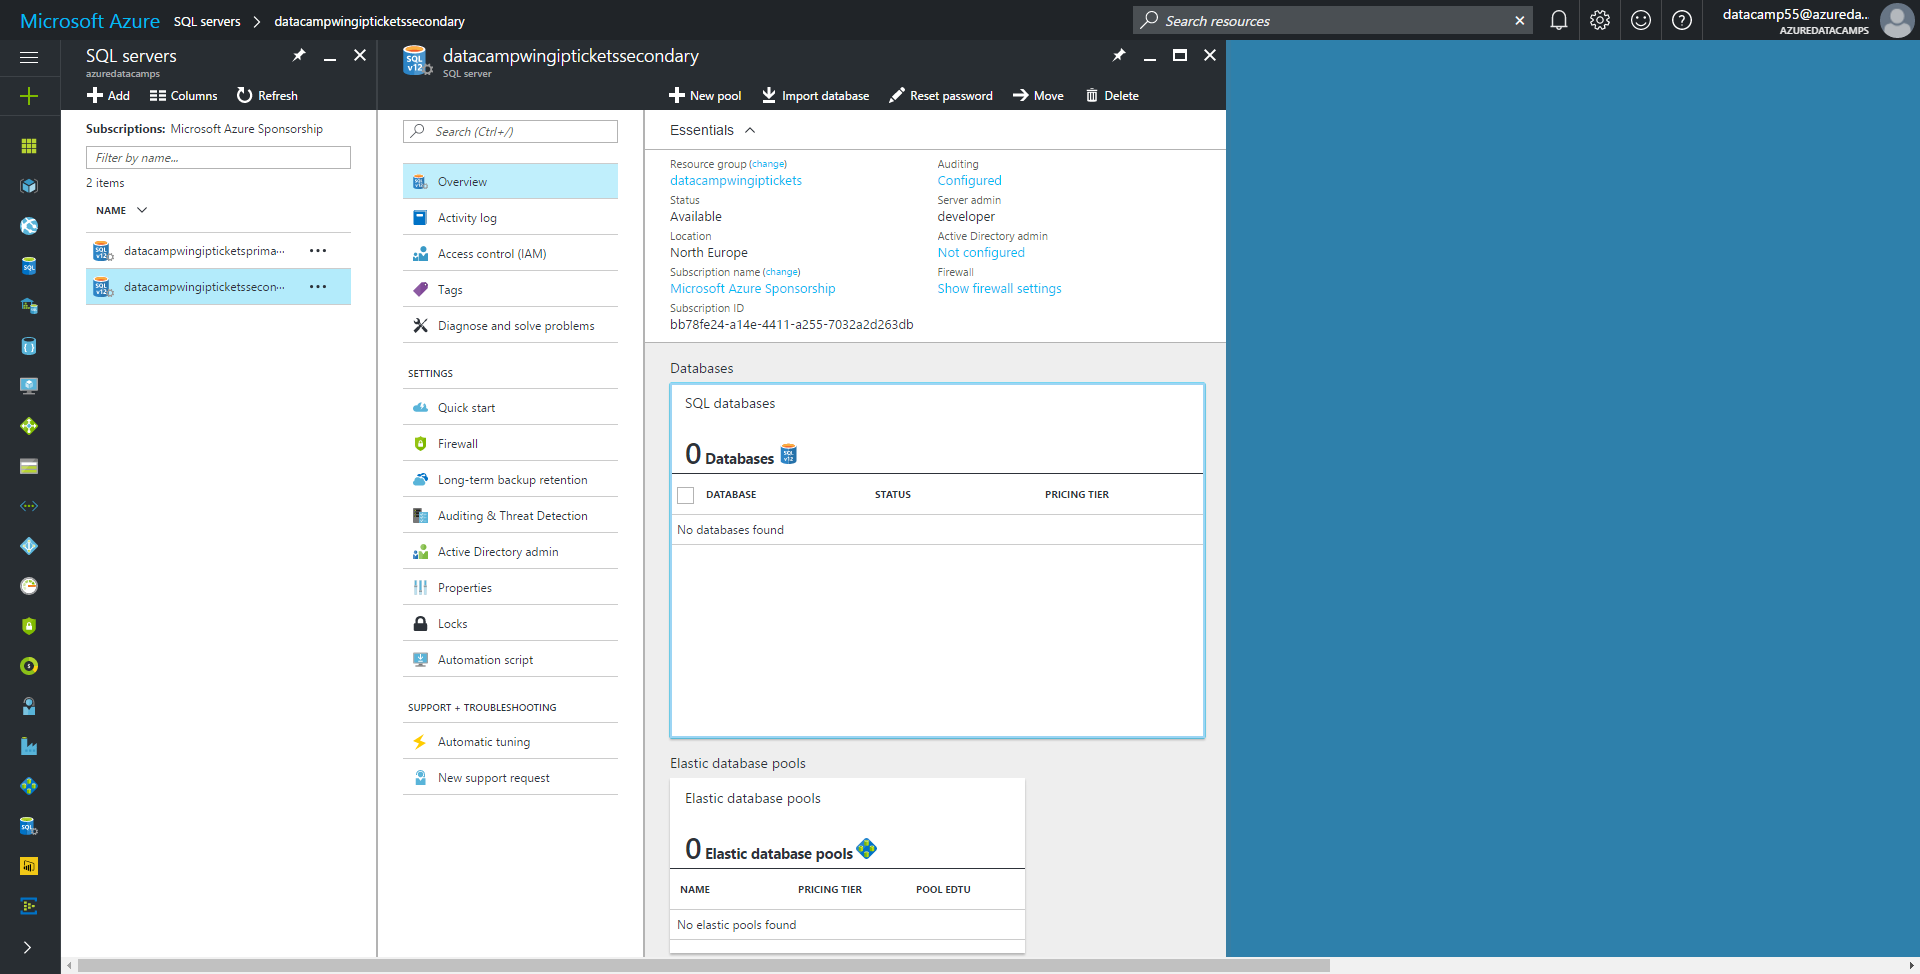 Microsoft Azure SQL servers > datacampwingipticketssecondary
Search resources
datacamp55@azureda...
AZUREDATACAMPS
SQL servers
azuredatacamps
Add Columns Refresh
Subscriptions: Microsoft Azure Sponsorship
Filter by name...
2 items
NAME
datacampwingipticketsprima...
datacampwingipticketssecon...
datacampwingipticketssecondary
SQL server
New pool Import database Reset password Move Delete
Search (Ctrl+/)
Overview
Activity log
Access control (IAM)
Tags
Diagnose and solve problems
SETTINGS
Quick start
Firewall
Long-term backup retention
Auditing & Threat Detection
Active Directory admin
Properties
Locks
Automation script
SUPPORT + TROUBLESHOOTING
Automatic tuning
New support request
Essentials
Resource group (change)
datacampwingiptickets
Status
Available
Location
North Europe
Subscription name (change)
Microsoft Azure Sponsorship
Subscription ID
bb78fe24-a14e-4411-a255-7032a2d263db
Auditing
Configured
Server admin
developer
Active Directory admin
Not configured
Firewall
Show firewall settings
Databases
SQL databases
0 Databases
DATABASE STATUS PRICING TIER
No databases found
Elastic database pools
Elastic database pools
0 Elastic database pools
NAME PRICING TIER POOL EDTU
No elastic pools found